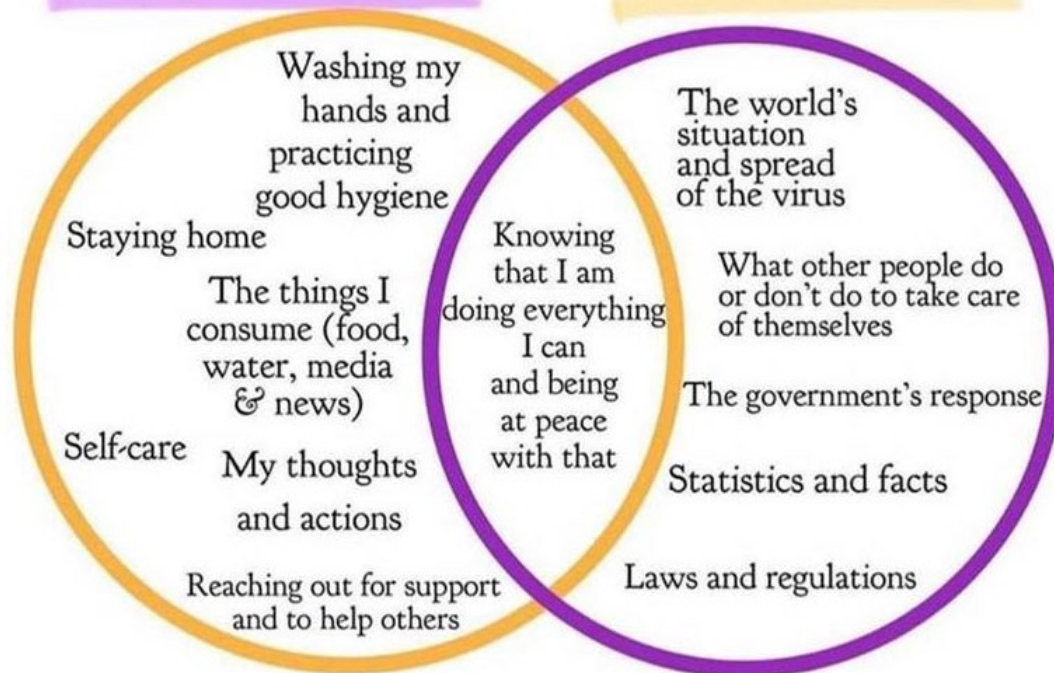 Washing my
hands and
practicing
good hygiene
Staying home
The things I
consume (food,
water, media
& news)
Self-care
My thoughts
and actions
Reaching out for support
and to help others
Knowing
that I am
doing everything
I can
and being
at peace
with that
The world's
situation
and spread
of the virus
What other people do
or don't do to take care
of themselves
The government's response
Statistics and facts
Laws and regulations